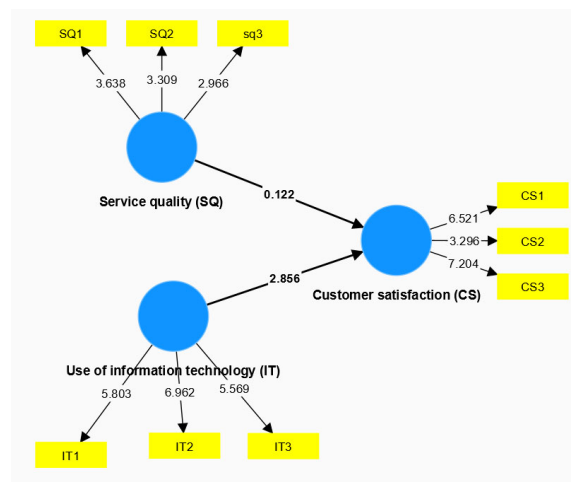 SQ1
SQ2
sq3
3.638
3.309
2.966
Service quality (SQ)
0.122
CS1
6.521
3.296
CS2
7.204
CS3
2.856
Customer satisfaction (CS)
Use of information technology (IT)
5.803
6.962
5.569
IT1
IT2
IT3